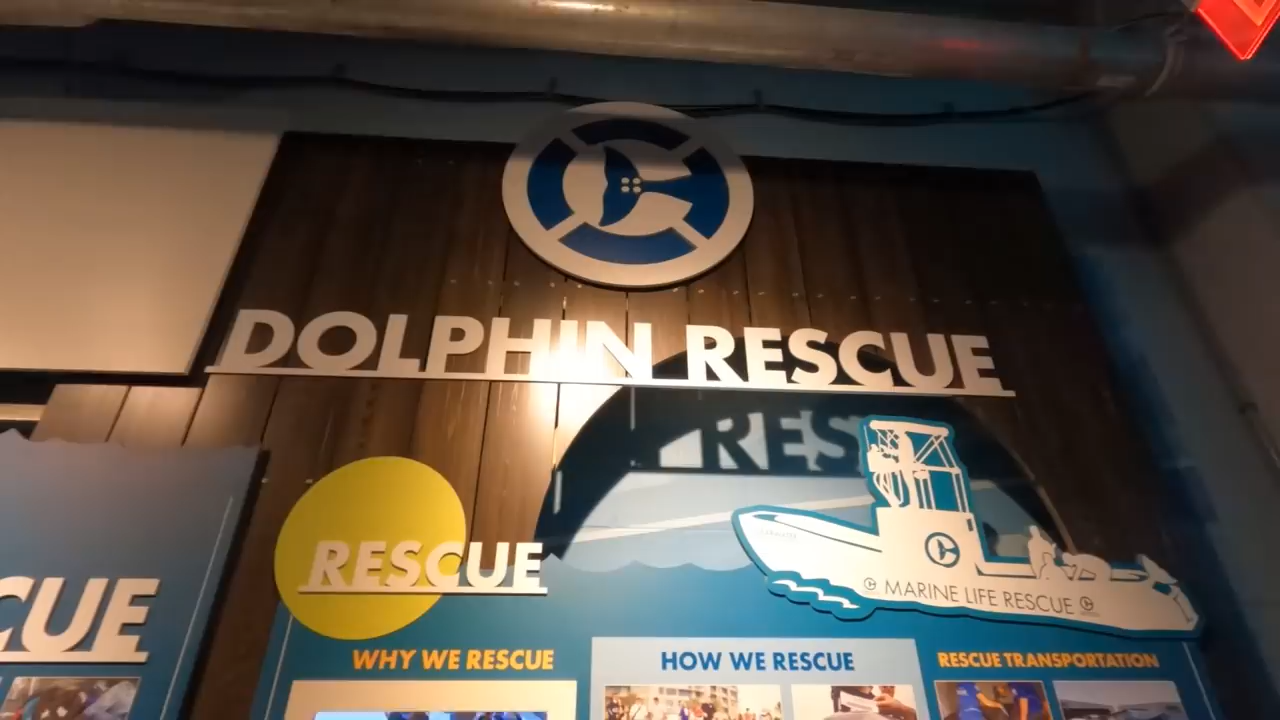 DOLPHIN RESCUE
RES
RESCUE
MARINE LIFE RESCUE
CUE
WHY WE RESCUE
HOW WE RESCUE
RESCUE TRANSPORTATION